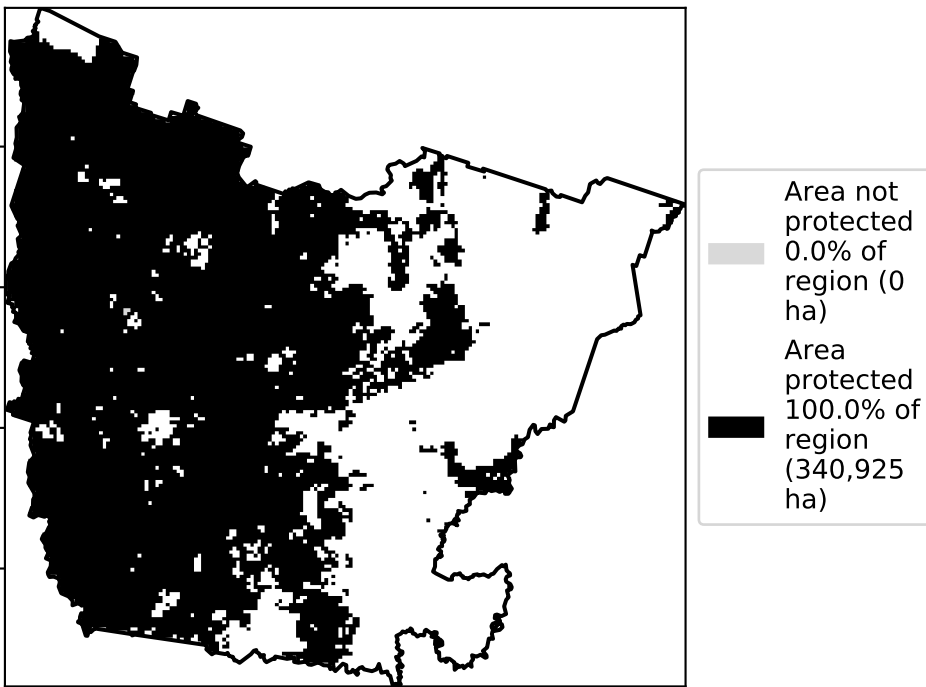 Area not
protected
0.0% of
region (0
ha)
Area
protected
100.0% of
region
(340,925
ha)